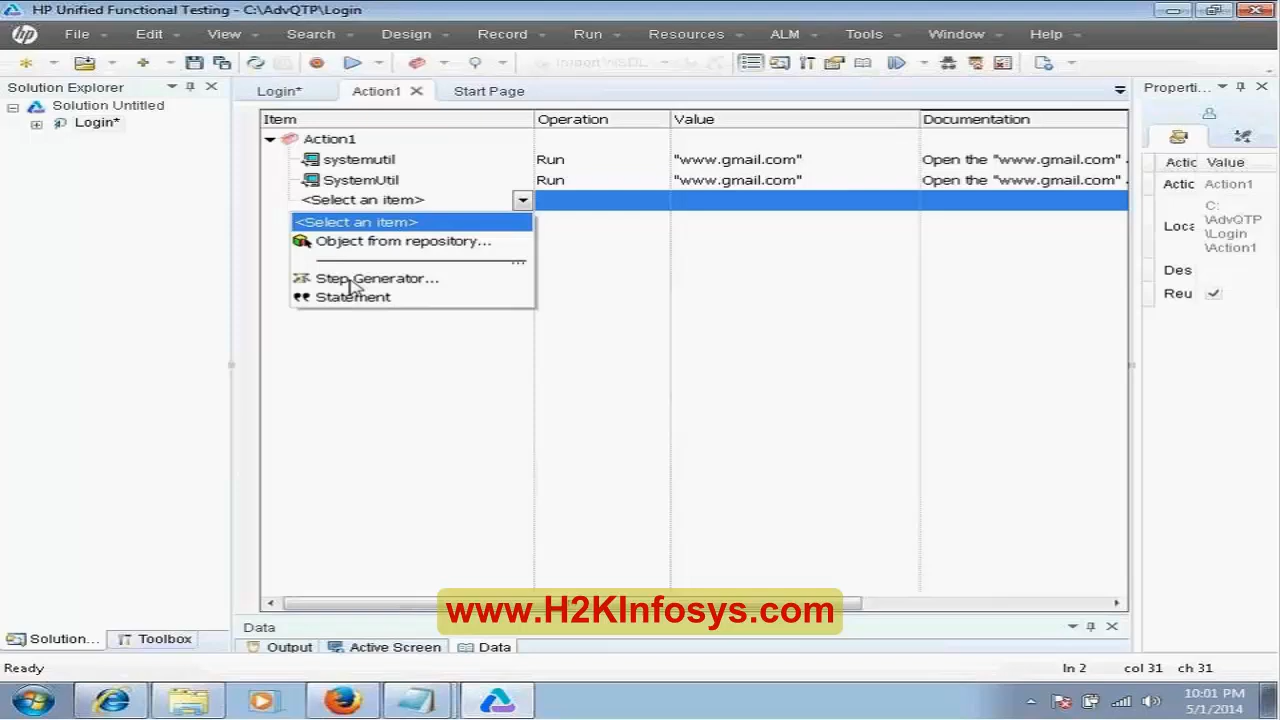 HP Unified Functional Testing - C:\AdvQTP\Login
hp File Edit View Search Design Record Run Resources ALM Tools Window Help
Import WSDL
Solution Explorer
Solution Untitled
Login*
Login* Action1 Start Page
Item Operation Value Documentation
Action1
systemutil Run "www.gmail.com" Open the "www.gmail.com" .
SystemUtil Run "www.gmail.com" Open the "www.gmail.com" .
<Select an item>
<Select an item>
Object from repository...
Step Generator...
Statement
Properti...
Actic Value
Actic Action1
Loca C:\AdvQTP\Login\Action1
Des
Reu
www.H2KInfosys.com
Data
Solution... Toolbox
Output Active Screen Data
Ready ln 2 col 31 ch 31
10:01 PM
5/1/2014